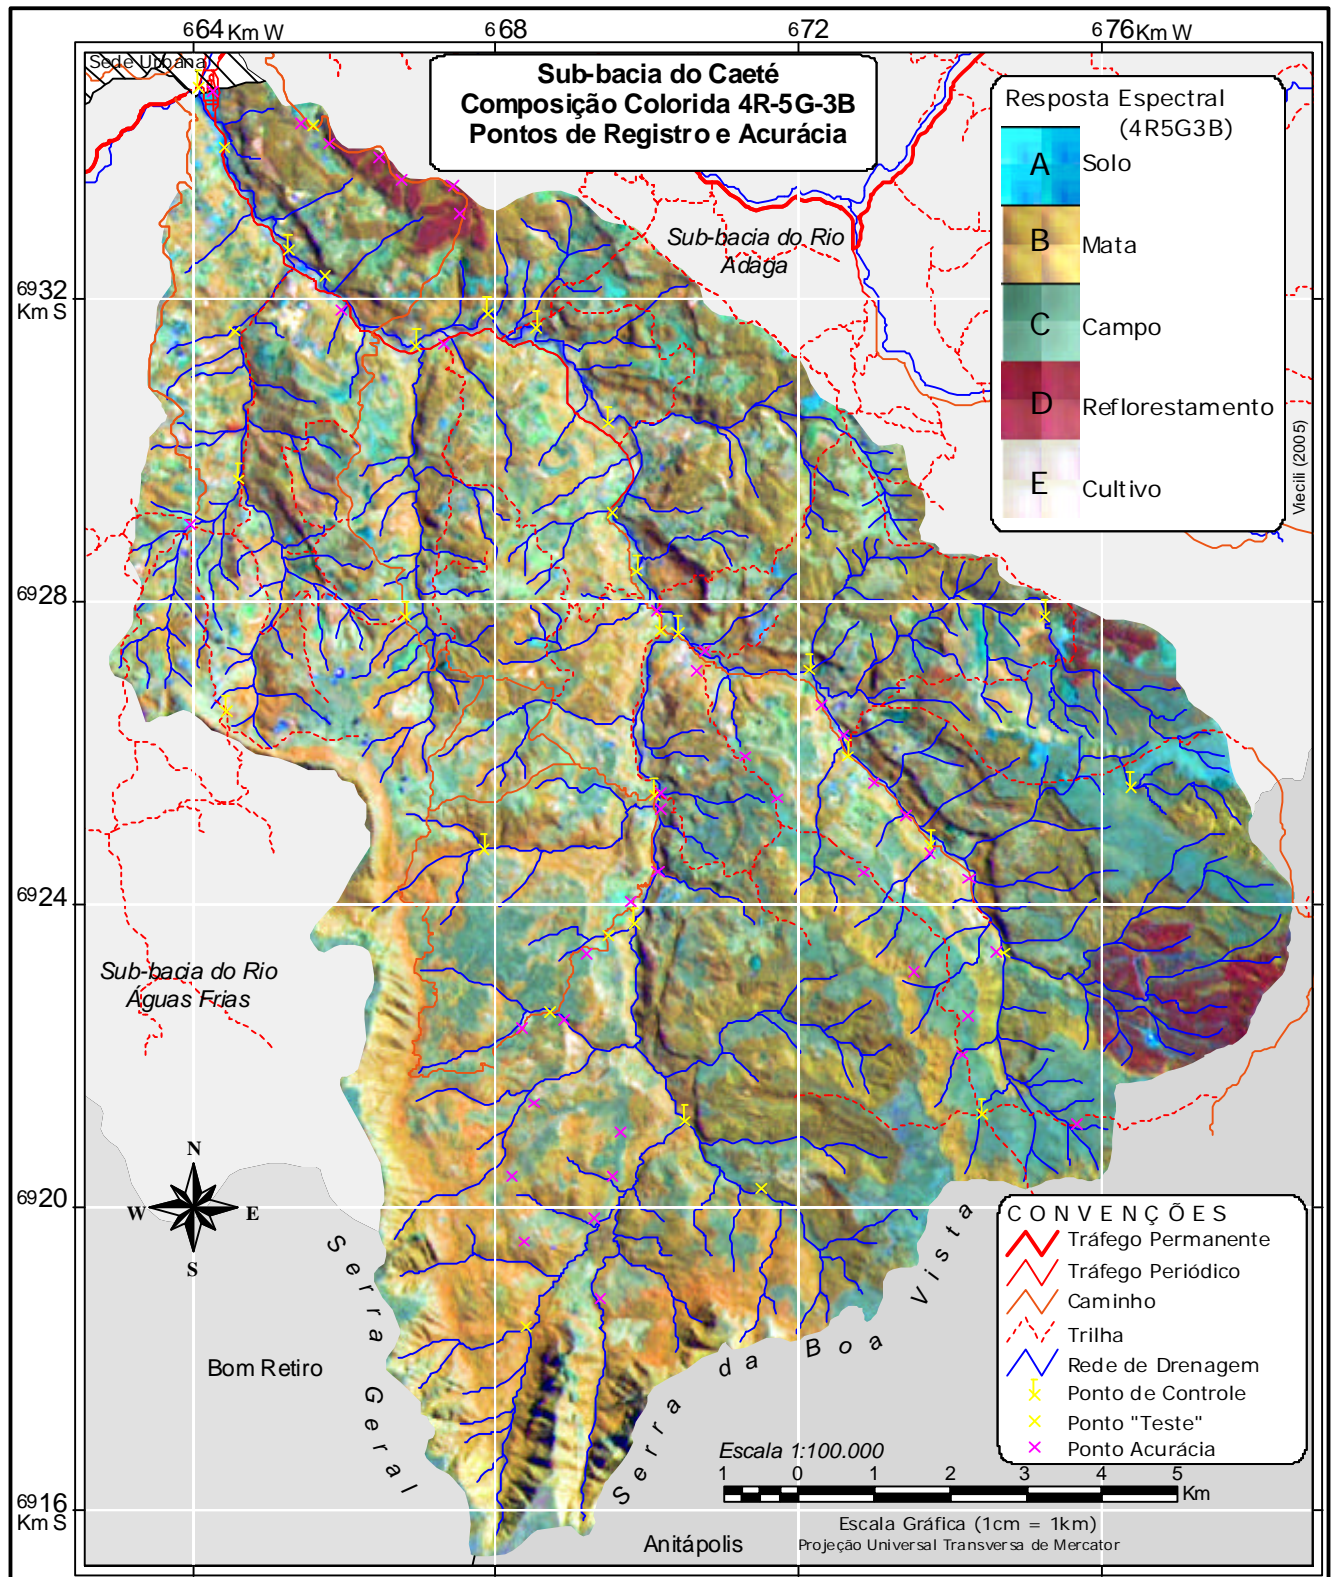 664 Km W
668
672
676 Km W
Sede Urbana
Sub-bacia do Caeté
Composição Colorida 4R-5G-3B
Pontos de Registro e Acurácia
Resposta Espectral
(4R5G3B)
A Solo
B Mata
C Campo
D Reflorestamento
E Cultivo
Viecili (2005)
Sub-bacia do Rio
Adaga
6932
Km S
6928
6924
Sub-bacia do Rio
Águas Frias
6920
N
W E
S
Serra Geral
Serra da Boa Vista
Bom Retiro
CONVENÇÕES
Tráfego Permanente
Tráfego Periódico
Caminho
Trilha
Rede de Drenagem
Ponto de Controle
Ponto "Teste"
Ponto Acurácia
Escala 1:100.000
1 0 1 2 3 4 5
Km
6916
Km S
Escala Gráfica (1cm = 1km)
Anitápolis
Projeção Universal Transversa de Mercator